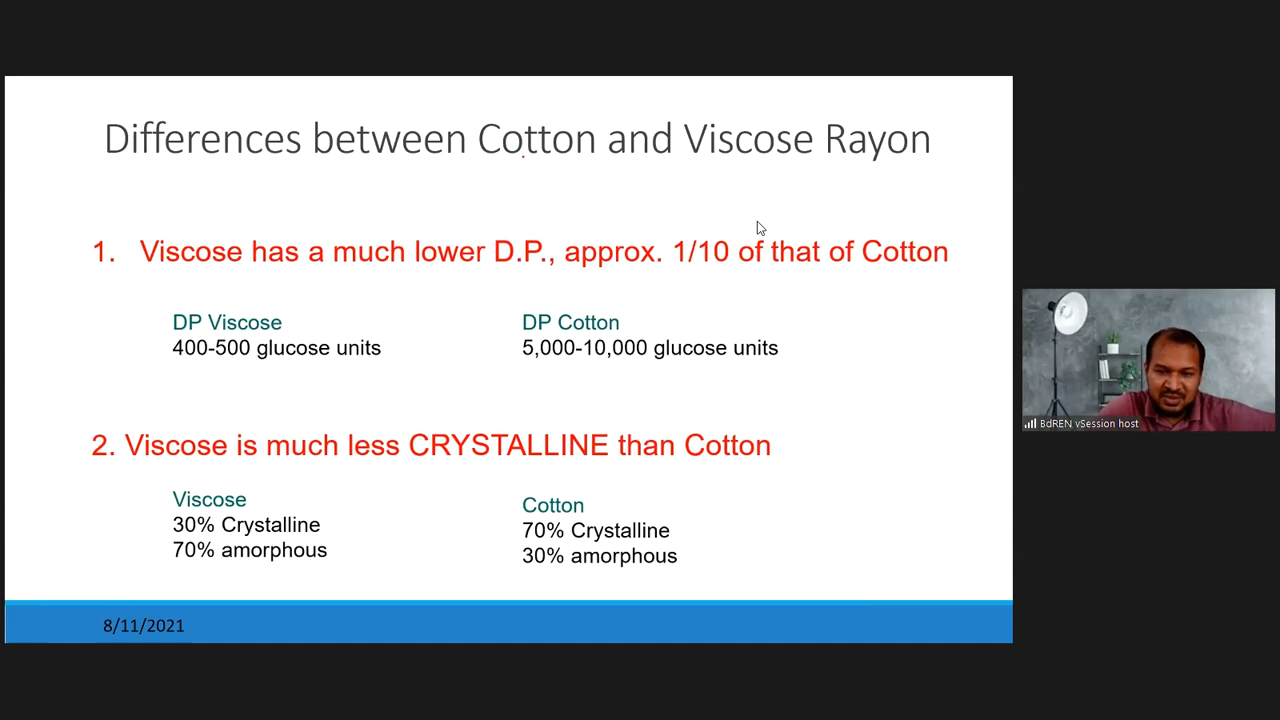 Differences between Cotton and Viscose Rayon
1. Viscose has a much lower D.P., approx. 1/10 of that of Cotton
DP Viscose
400-500 glucose units
DP Cotton
5,000-10,000 glucose units
2. Viscose is much less CRYSTALLINE than Cotton
Viscose
30% Crystalline
70% amorphous
Cotton
70% Crystalline
30% amorphous
8/11/2021
BdREN vSession host